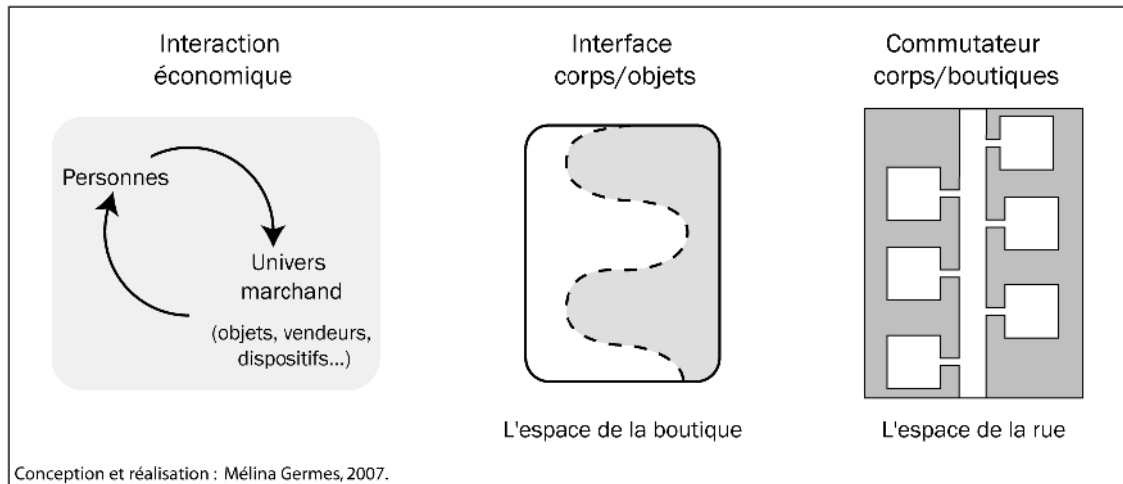 Interaction
économique
Interface
corps/objets
Commutateur
corps/boutiques
Personnes
Univers
marchand
(objets, vendeurs,
dispositifs...)
L'espace de la boutique
L'espace de la rue
Conception et réalisation : Mélina Germes, 2007.